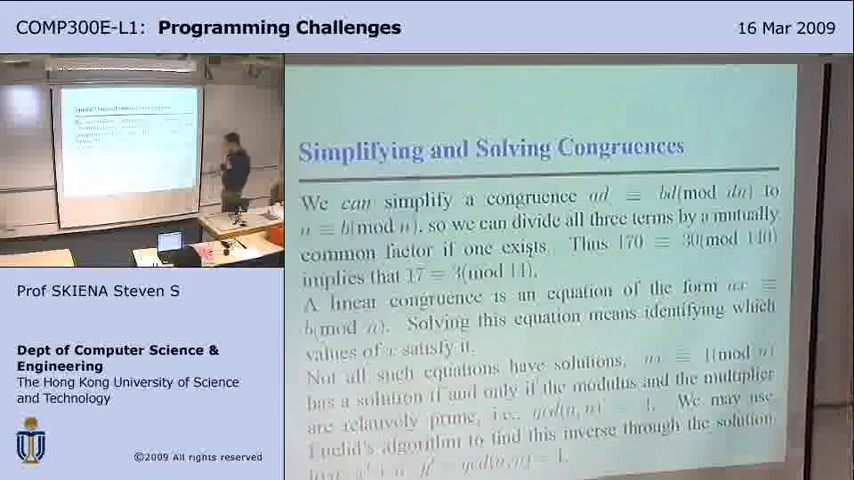 COMP300E-L1: Programming Challenges
16 Mar 2009
Simplifying and Solving Congruences
We can simplify a congruence ad ≡ bd(mod dn) to
a ≡ b(mod n), so we can divide all three terms by a mutually
common factor if one exists. Thus 170 ≡ 30(mod 140)
implies that 17 ≡ 3(mod 14).
A linear congruence is an equation of the form ax ≡
b(mod n). Solving this equation means identifying which
values of x satisfy it.
Not all such equations have solutions, ax ≡ 1(mod n)
has a solution if and only if the modulus and the multiplier
are relatively prime, i.e., gcd(a, n) = 1. We may use
Euclid's algorithm to find this inverse through the solution
gcd(a, n) = 1.
Prof SKIENA Steven S
Dept of Computer Science &
Engineering
The Hong Kong University of Science
and Technology
©2009 All rights reserved